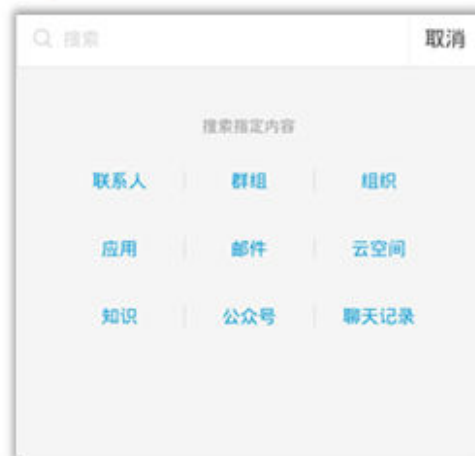 搜索 取消
搜索指定内容
联系人 群组 组织
应用 邮件 云空间
知识 公众号 聊天记录